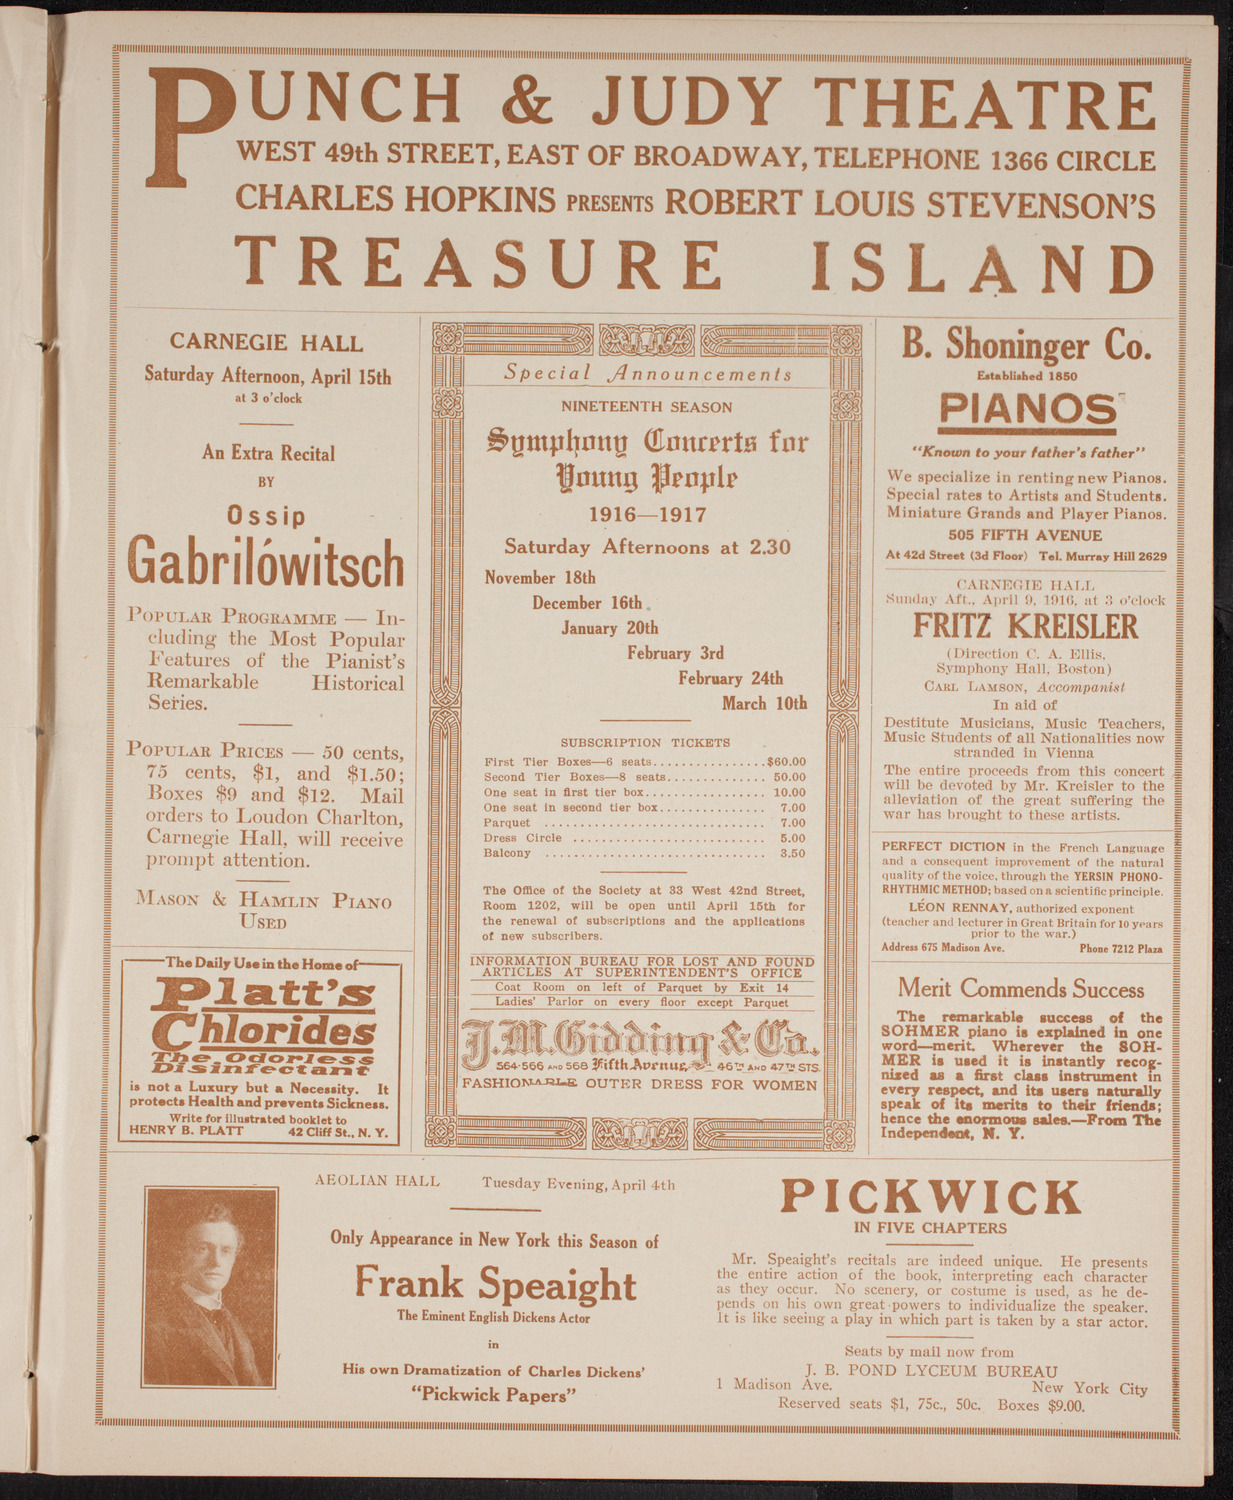 PUNCH & JUDY THEATRE
WEST 49th STREET, EAST OF BROADWAY, TELEPHONE 1366 CIRCLE
CHARLES HOPKINS PRESENTS ROBERT LOUIS STEVENSON'S
TREASURE ISLAND
CARNEGIE HALL
Saturday Afternoon, April 15th
at 3 o'clock
An Extra Recital
BY
Ossip
Gabrilówitsch
POPULAR PROGRAMME — In-
cluding the Most Popular
Features of the Pianist's
Remarkable Historical
Series.
POPULAR PRICES — 50 cents,
75 cents, $1, and $1.50;
Boxes $9 and $12. Mail
orders to Loudon Charlton,
Carnegie Hall, will receive
prompt attention.
MASON & HAMLIN PIANO
USED
The Daily Use in the Home of
Platt's
Chlorides
The Odorless
Disinfectant
is not a Luxury but a Necessity. It
protects Health and prevents Sickness.
Write for illustrated booklet to
HENRY B. PLATT 42 Cliff St., N. Y.
Special Announcements
NINETEENTH SEASON
Symphony Concerts for
Young People
1916—1917
Saturday Afternoons at 2.30
November 18th
December 16th
January 20th
February 3rd
February 24th
March 10th
SUBSCRIPTION TICKETS
First Tier Boxes—6 seats...............$60.00
Second Tier Boxes—8 seats............. 50.00
One seat in first tier box................ 10.00
One seat in second tier box.............. 7.00
Parquet .............................. 7.00
Dress Circle .......................... 5.00
Balcony .............................. 3.50
The Office of the Society at 33 West 42nd Street,
Room 1202, will be open until April 15th for
the renewal of subscriptions and the applications
of new subscribers.
INFORMATION BUREAU FOR LOST AND FOUND
ARTICLES AT SUPERINTENDENT'S OFFICE
Coat Room on left of Parquet by Exit 14
Ladies' Parlor on every floor except Parquet
J.M. Gidding & Co.
564-566 AND 568 Fifth Avenue, 46TH AND 47TH STS.
FASHIONABLE OUTER DRESS FOR WOMEN
B. Shoninger Co.
Established 1850
PIANOS
"Known to your father's father"
We specialize in renting new Pianos.
Special rates to Artists and Students.
Miniature Grands and Player Pianos.
505 FIFTH AVENUE
At 42d Street (3d Floor) Tel. Murray Hill 2629
CARNEGIE HALL
Sunday Aft., April 9, 1916, at 3 o'clock
FRITZ KREISLER
(Direction C. A. Ellis,
Symphony Hall, Boston)
CARL LAMSON, Accompanist
In aid of
Destitute Musicians, Music Teachers,
Music Students of all Nationalities now
stranded in Vienna
The entire proceeds from this concert
will be devoted by Mr. Kreisler to the
alleviation of the great suffering the
war has brought to these artists.
PERFECT DICTION in the French Language
and a consequent improvement of the natural
quality of the voice, through the YERSIN PHONO-
RHYTHMIC METHOD; based on a scientific principle.
LÉON RENNAY, authorized exponent
(teacher and lecturer in Great Britain for 10 years
prior to the war.)
Address 675 Madison Ave. Phone 7212 Plaza
Merit Commends Success
The remarkable success of the
SOHMER piano is explained in one
word—merit. Wherever the SOH-
MER is used it is instantly recog-
nized as a first class instrument in
every respect, and its users naturally
speak of its merits to their friends;
hence the enormous sales.—From The
Independent, N. Y.
AEOLIAN HALL Tuesday Evening, April 4th
Only Appearance in New York this Season of
Frank Speaight
The Eminent English Dickens Actor
in
His own Dramatization of Charles Dickens'
"Pickwick Papers"
PICKWICK
IN FIVE CHAPTERS
Mr. Speaight's recitals are indeed unique. He presents
the entire action of the book, interpreting each character
as they occur. No scenery, or costume is used, as he de-
pends on his own great powers to individualize the speaker.
It is like seeing a play in which part is taken by a star actor.
Seats by mail now from
J. B. POND LYCEUM BUREAU
1 Madison Ave. New York City
Reserved seats $1, 75c., 50c. Boxes $9.00.